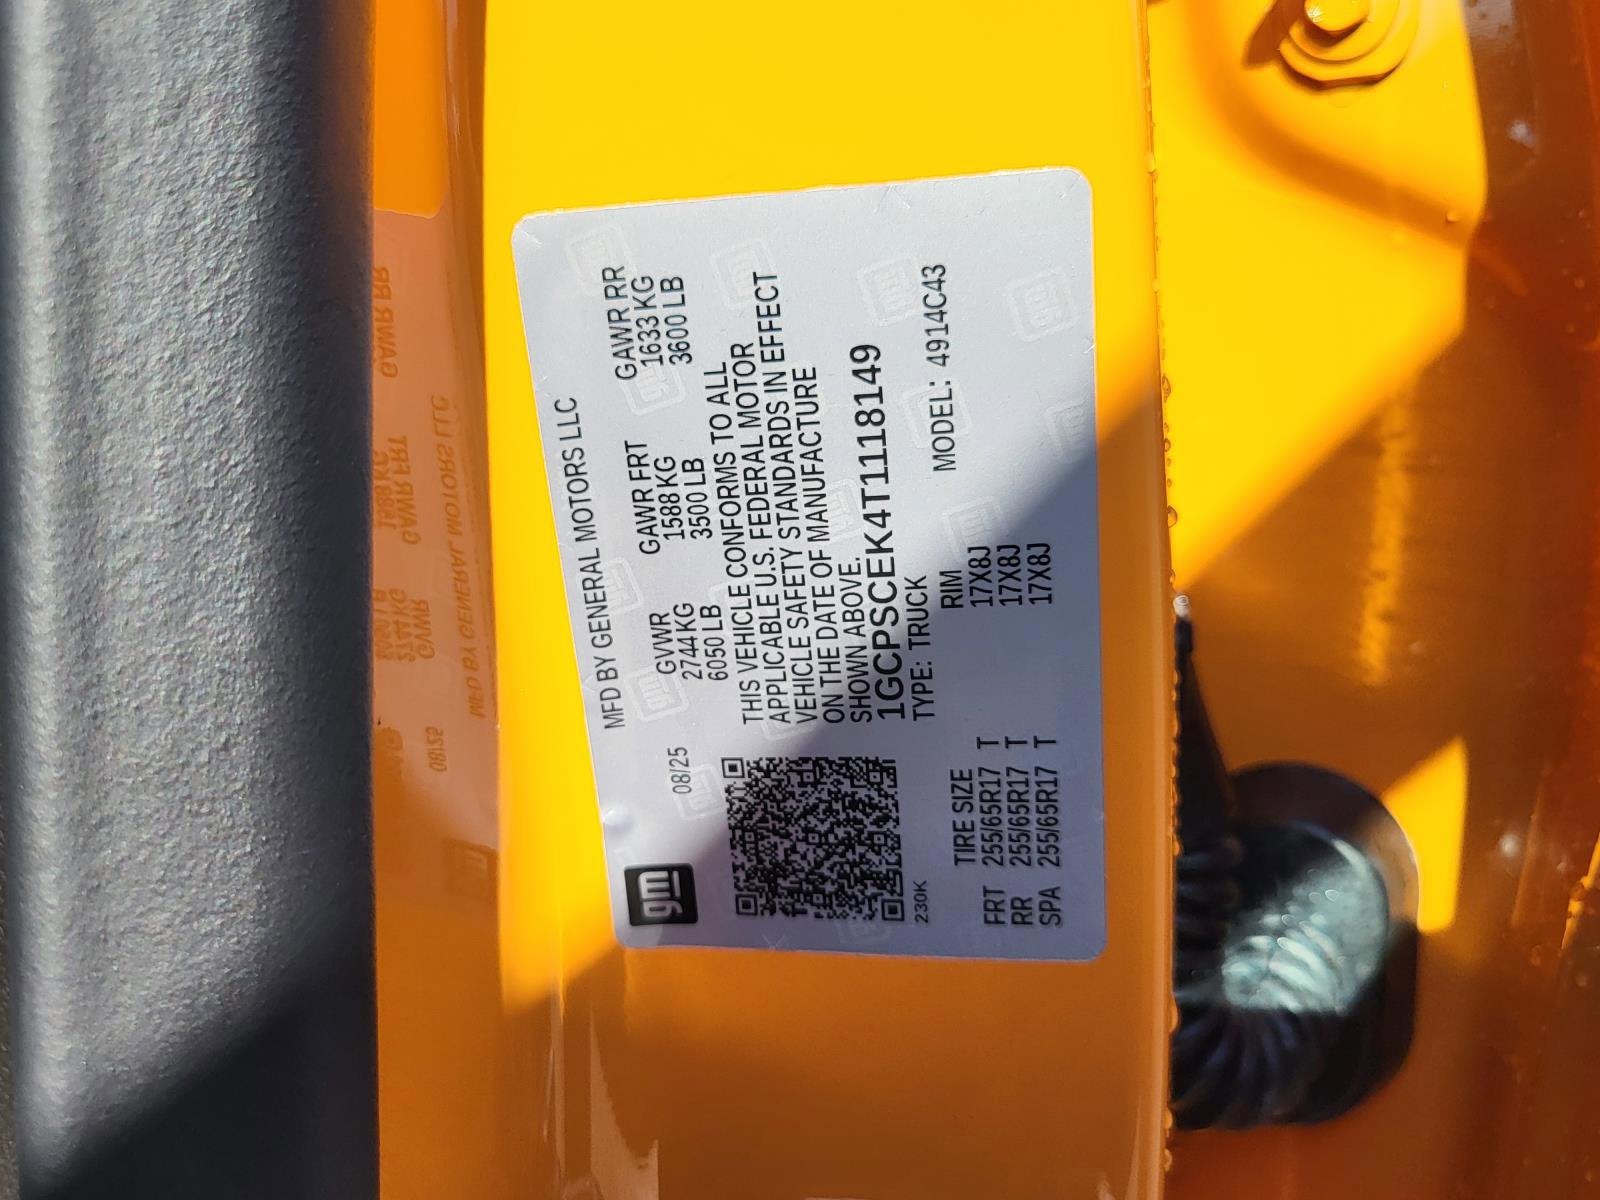 gm
08/25
MFD BY GENERAL MOTORS LLC
GVWR GAWR FRT GAWR RR
2744 KG 1588 KG 1633 KG
6050 LB 3500 LB 3600 LB
THIS VEHICLE CONFORMS TO ALL
APPLICABLE U.S. FEDERAL MOTOR
VEHICLE SAFETY STANDARDS IN EFFECT
ON THE DATE OF MANUFACTURE
SHOWN ABOVE.
1GCPSCEK4T1118149
TYPE: TRUCK MODEL: 4914C43
230K
TIRE SIZE RIM
FRT 255/65R17 T 17X8J
RR 255/65R17 T 17X8J
SPA 255/65R17 T 17X8J